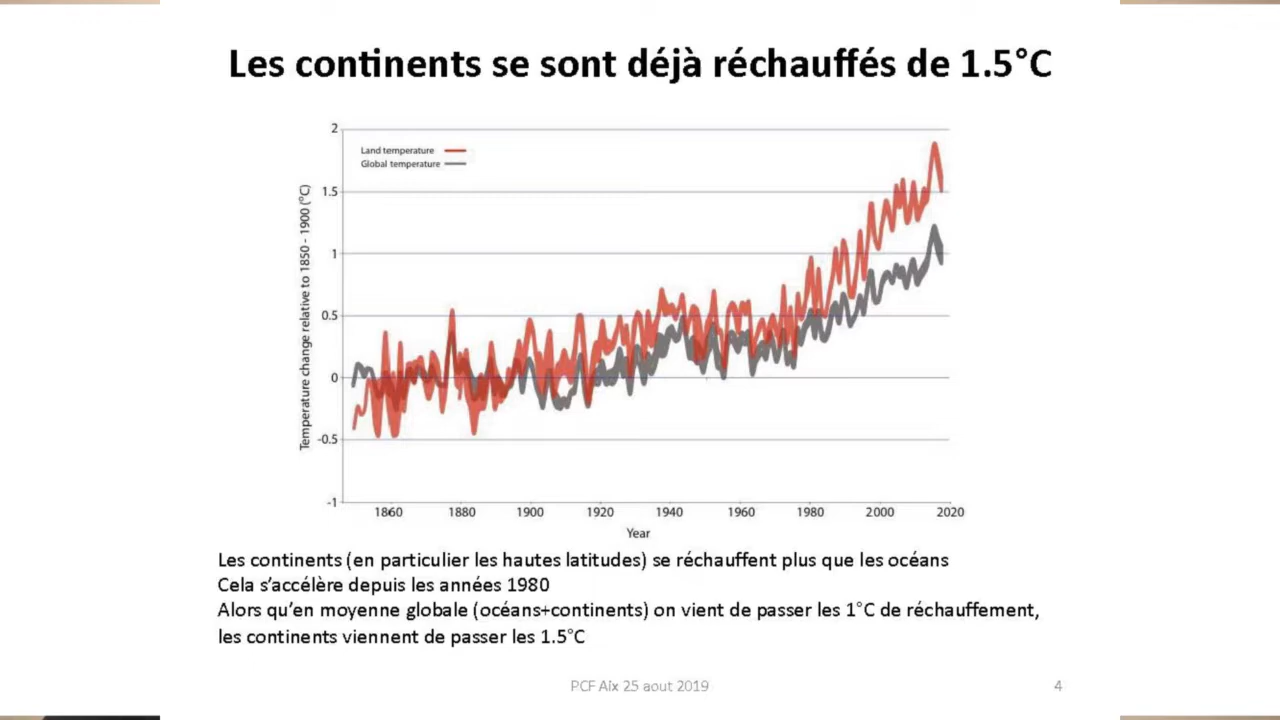 Les continents se sont déjà réchauffés de 1.5°C
2
Land temperature
Global temperature
1.5
1
0.5
0
-0.5
-1
Temperature change relative to 1850 - 1900 (°C)
1860 1880 1900 1920 1940 1960 1980 2000 2020
Year
Les continents (en particulier les hautes latitudes) se réchauffent plus que les océans
Cela s'accélère depuis les années 1980
Alors qu'en moyenne globale (océans+continents) on vient de passer les 1°C de réchauffement,
les continents viennent de passer les 1.5°C
PCF Aix 25 aout 2019
4